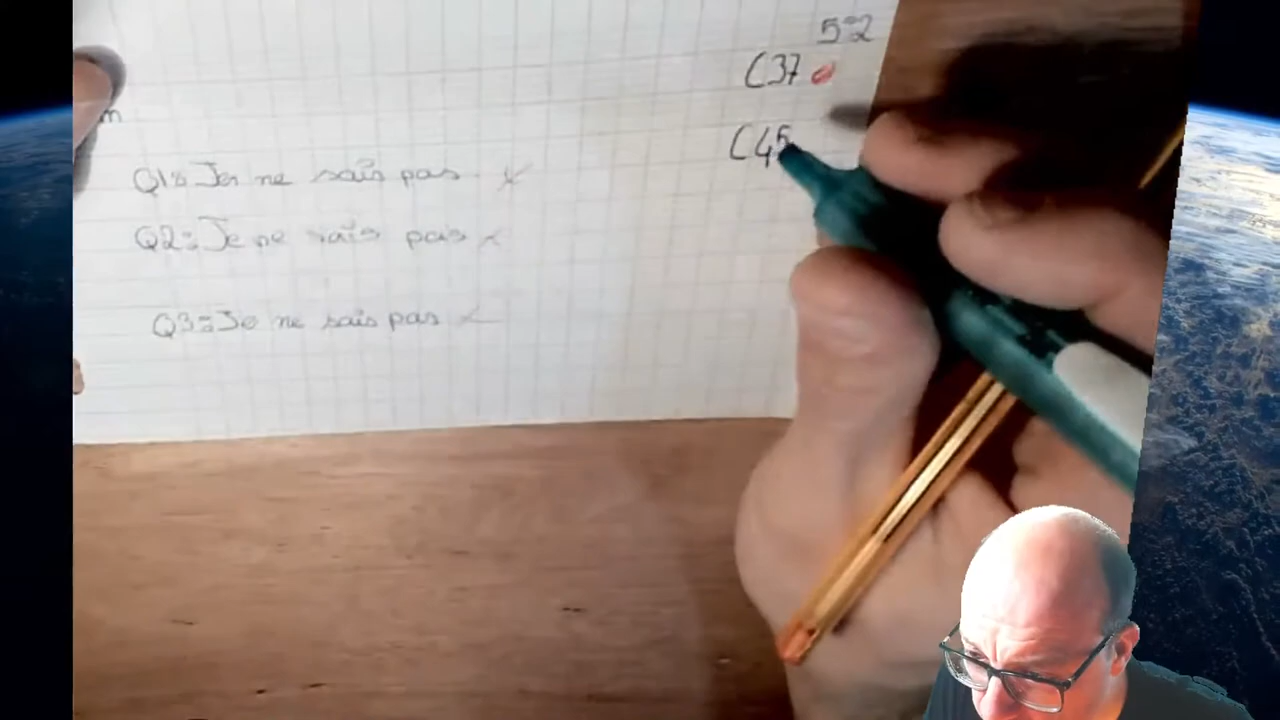 5°2
C37
C45
m
Q1: Je ne sais pas
Q2: Je ne sais pas
Q3: Je ne sais pas